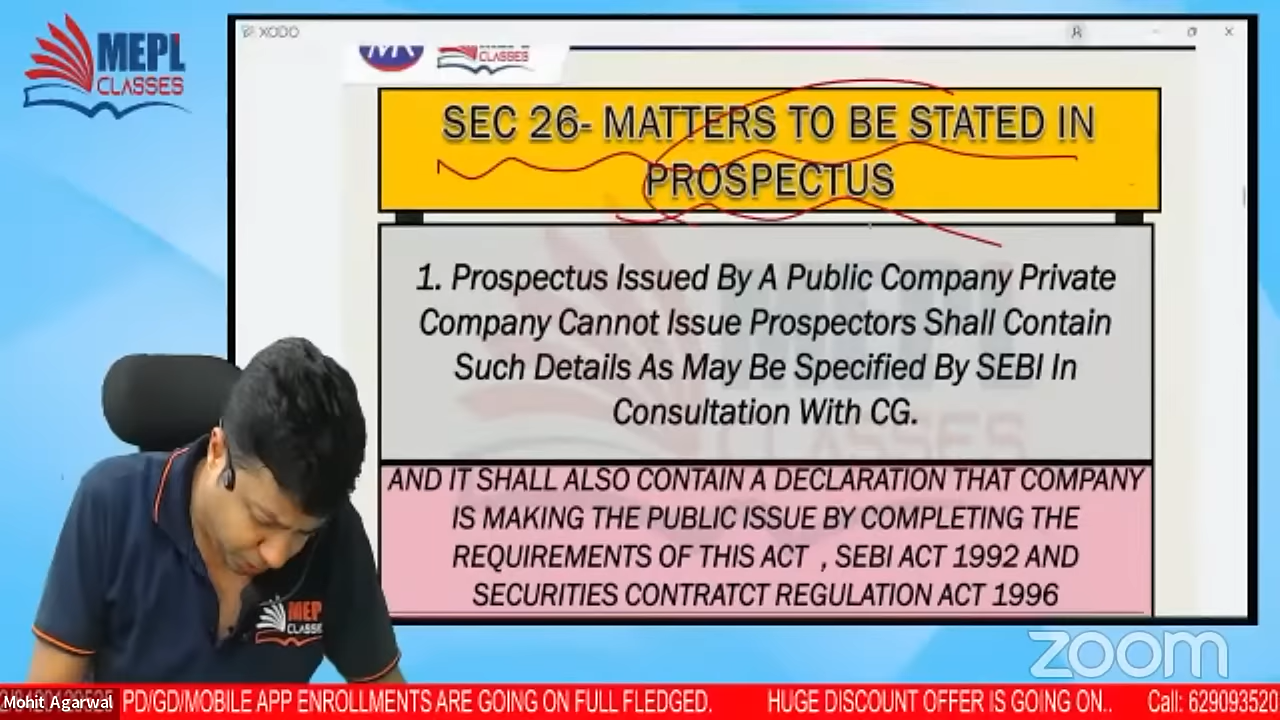 MEPL
CLASSES
XODO
CLASSES
SEC 26- MATTERS TO BE STATED IN
PROSPECTUS
1. Prospectus Issued By A Public Company Private
Company Cannot Issue Prospectors Shall Contain
Such Details As May Be Specified By SEBI In
Consultation With CG.
AND IT SHALL ALSO CONTAIN A DECLARATION THAT COMPANY
IS MAKING THE PUBLIC ISSUE BY COMPLETING THE
REQUIREMENTS OF THIS ACT , SEBI ACT 1992 AND
SECURITIES CONTRATCT REGULATION ACT 1996
MEP
CLASSE
zoom
Mohit Agarwal
PD/GD/MOBILE APP ENROLLMENTS ARE GOING ON FULL FLEDGED. HUGE DISCOUNT OFFER IS GOING ON.. Call: 629093520